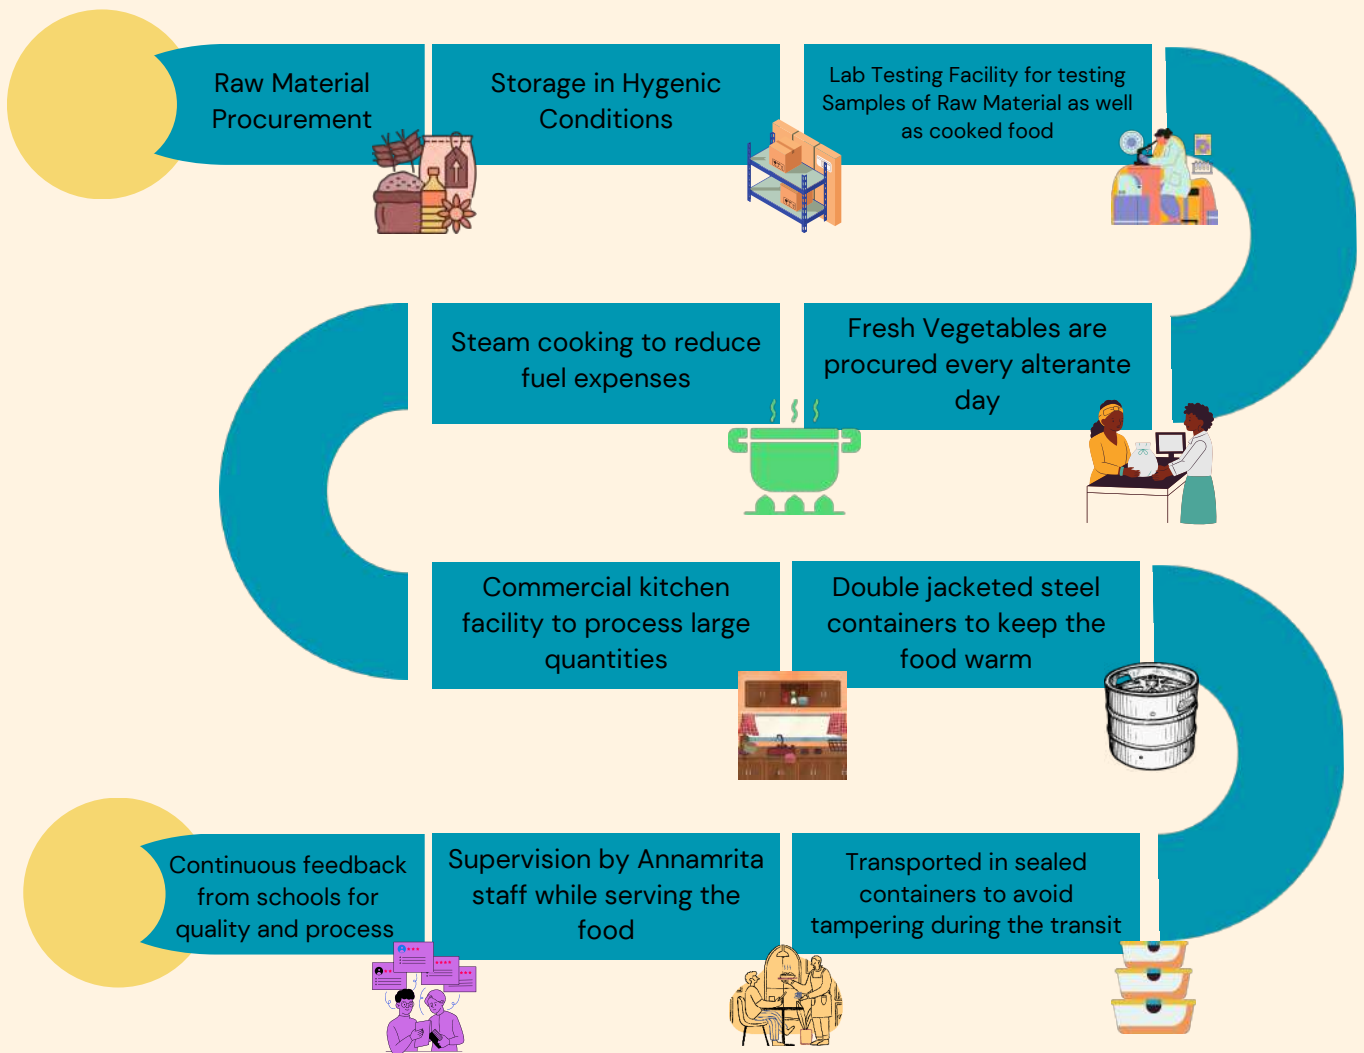 Raw Material
Procurement
Storage in Hygenic
Conditions
Lab Testing Facility for testing
Samples of Raw Material as well
as cooked food
Fresh Vegetables are
procured every alterante
day
Steam cooking to reduce
fuel expenses
Commercial kitchen
facility to process large
quantities
Double jacketed steel
containers to keep the
food warm
Transported in sealed
containers to avoid
tampering during the transit
Supervision by Annamrita
staff while serving the
food
Continuous feedback
from schools for
quality and process